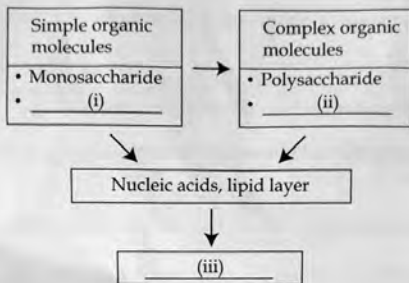 Simple organic
molecules
• Monosaccharide
• (i)
Complex organic
molecules
• Polysaccharide
• (ii)
Nucleic acids, lipid layer
(iii)